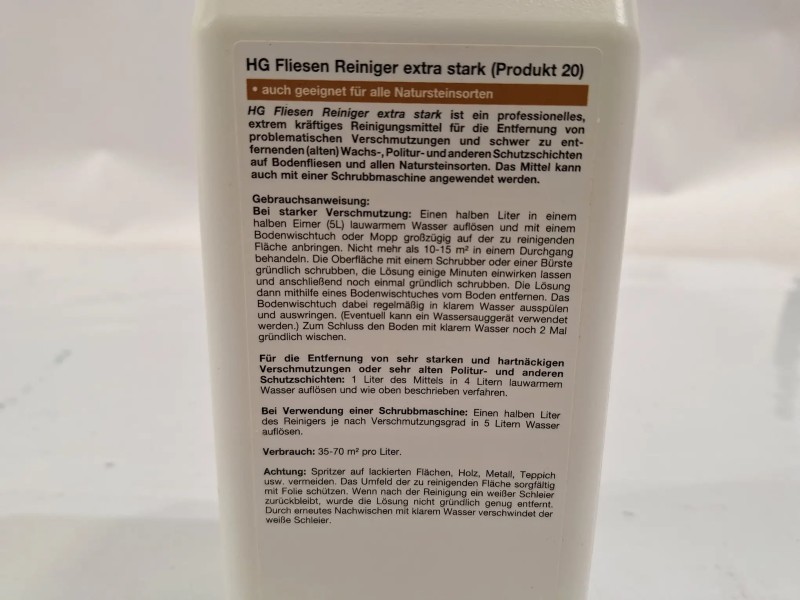 HG Fliesen Reiniger extra stark (Produkt 20)
• auch geeignet für alle Natursteinsorten
HG Fliesen Reiniger extra stark ist ein professionelles,
extrem kräftiges Reinigungsmittel für die Entfernung von
problematischen Verschmutzungen und schwer zu ent-
fernenden (alten) Wachs-, Politur- und anderen Schutzschichten
auf Bodenfliesen und allen Natursteinsorten. Das Mittel kann
auch mit einer Schrubbmaschine angewendet werden.
Gebrauchsanweisung:
Bei starker Verschmutzung: Einen halben Liter in einem
halben Eimer (5L) lauwarmem Wasser auflösen und mit einem
Bodenwischtuch oder Mopp großzügig auf der zu reinigenden
Fläche anbringen. Nicht mehr als 10-15 m² in einem Durchgang
behandeln. Die Oberfläche mit einem Schrubber oder einer Bürste
gründlich schrubben, die Lösung einige Minuten einwirken lassen
und anschließend noch einmal gründlich schrubben. Die Lösung
dann mithilfe eines Bodenwischtuches vom Boden entfernen. Das
Bodenwischtuch dabei regelmäßig in klarem Wasser ausspülen
und auswringen. (Eventuell kann ein Wassersauggerät verwendet
werden.) Zum Schluss den Boden mit klarem Wasser noch 2 Mal
gründlich wischen.
Für die Entfernung von sehr starken und hartnäckigen
Verschmutzungen oder sehr alten Politur- und anderen
Schutzschichten: 1 Liter des Mittels in 4 Litern lauwarmem
Wasser auflösen und wie oben beschrieben verfahren.
Bei Verwendung einer Schrubbmaschine: Einen halben Liter
des Reinigers je nach Verschmutzungsgrad in 5 Litern Wasser
auflösen.
Verbrauch: 35-70 m² pro Liter.
Achtung: Spritzer auf lackierten Flächen, Holz, Metall, Teppich
usw. vermeiden. Das Umfeld der zu reinigenden Fläche sorgfältig
mit Folie schützen. Wenn nach der Reinigung ein weißer Schleier
zurückbleibt, wurde die Lösung nicht gründlich genug entfernt.
Durch erneutes Nachwischen mit klarem Wasser verschwindet der
weiße Schleier.